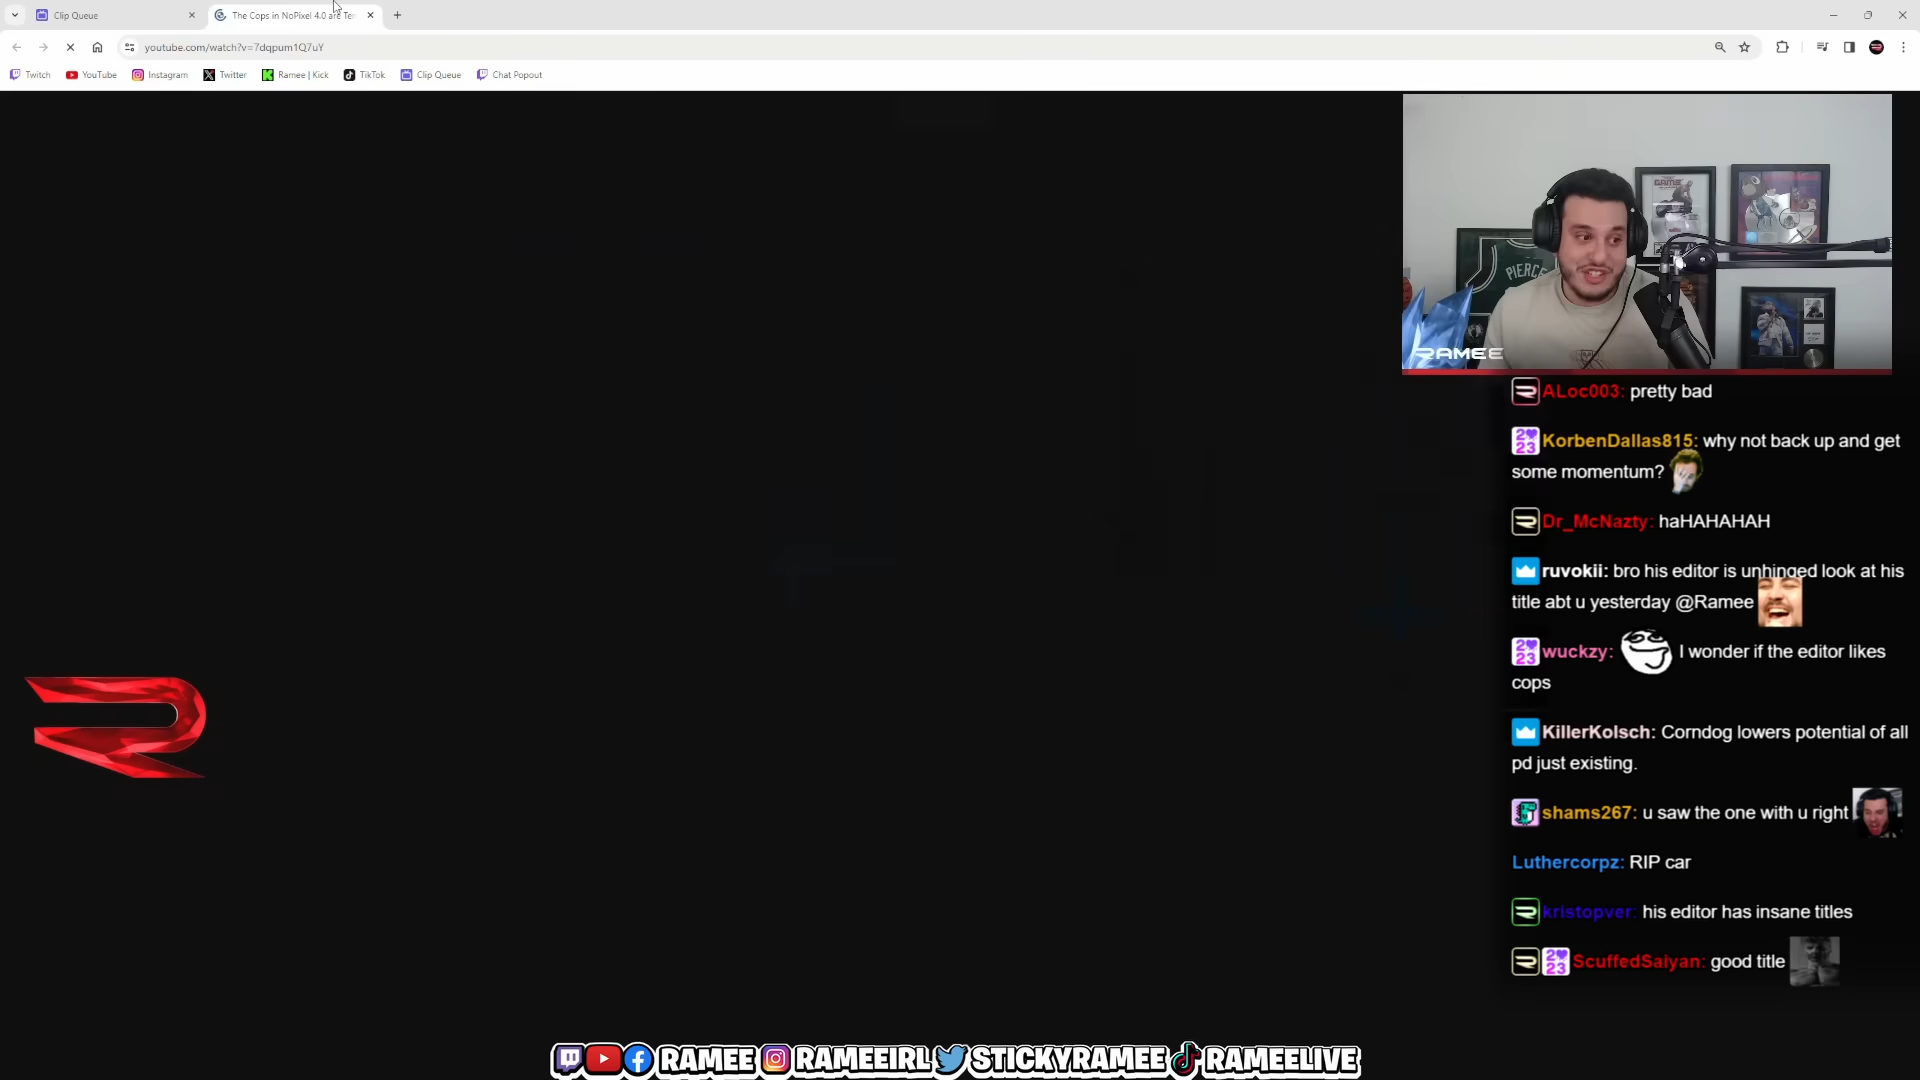 Clip Queue
The Cops in NoPixel 4.0 are Ter
youtube.com/watch?v=7dqpum1Q7uY
Twitch YouTube Instagram Twitter Ramee | Kick TikTok Clip Queue Chat Popout
PIERCE
RAMEE
ALoc003: pretty bad
KorbenDallas815: why not back up and get
some momentum?
Dr_McNazty: haHAHAHAH
ruvokii: bro his editor is unhinged look at his
title abt u yesterday @Ramee
wuckzy: I wonder if the editor likes
cops
KillerKolsch: Corndog lowers potential of all
pd just existing.
shams267: u saw the one with u right
Luthercorpz: RIP car
kristopver: his editor has insane titles
ScuffedSaiyan: good title
RAMEE RAMEEIRL STICKYRAMEE RAMEELIVE